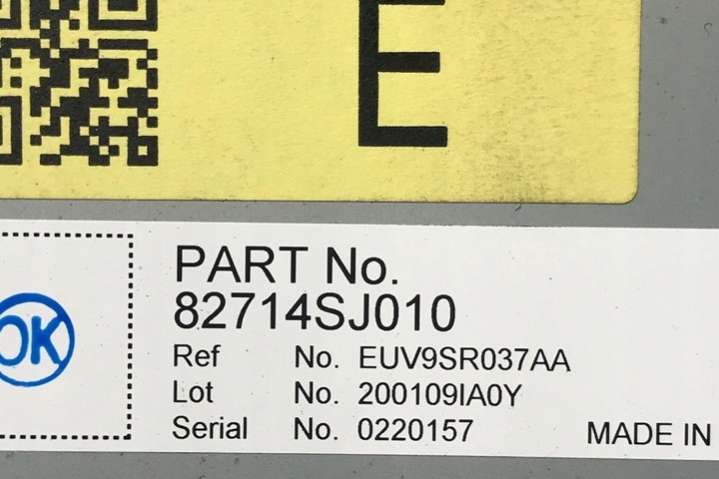 E
PART No.
82714SJ010
OK
Ref No. EUV9SR037AA
Lot No. 200109IA0Y
Serial No. 0220157
MADE IN